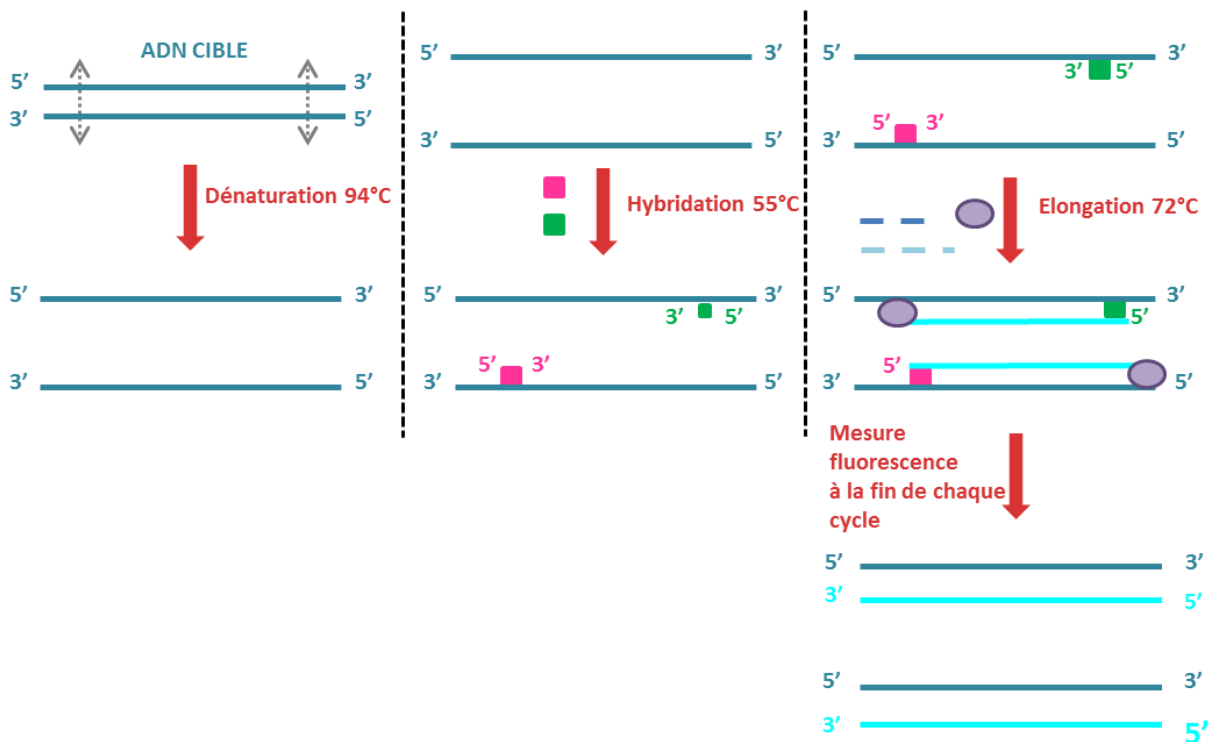 ADN CIBLE
5’ 3’
3’ 5’
Dénaturation 94°C
5’ 3’
3’ 5’
5’ 3’
3’ 5’
Hybridation 55°C
5’ 3’
3’ 5’
5’ 3’
3’ 5’
5’ 3’
3’ 5’
5’ 3’
3’ 5’
Elongation 72°C
5’ 3’
5’
5’
3’ 5’
Mesure
fluorescence
à la fin de chaque
cycle
5’ 3’
3’ 5’
5’ 3’
3’ 5’